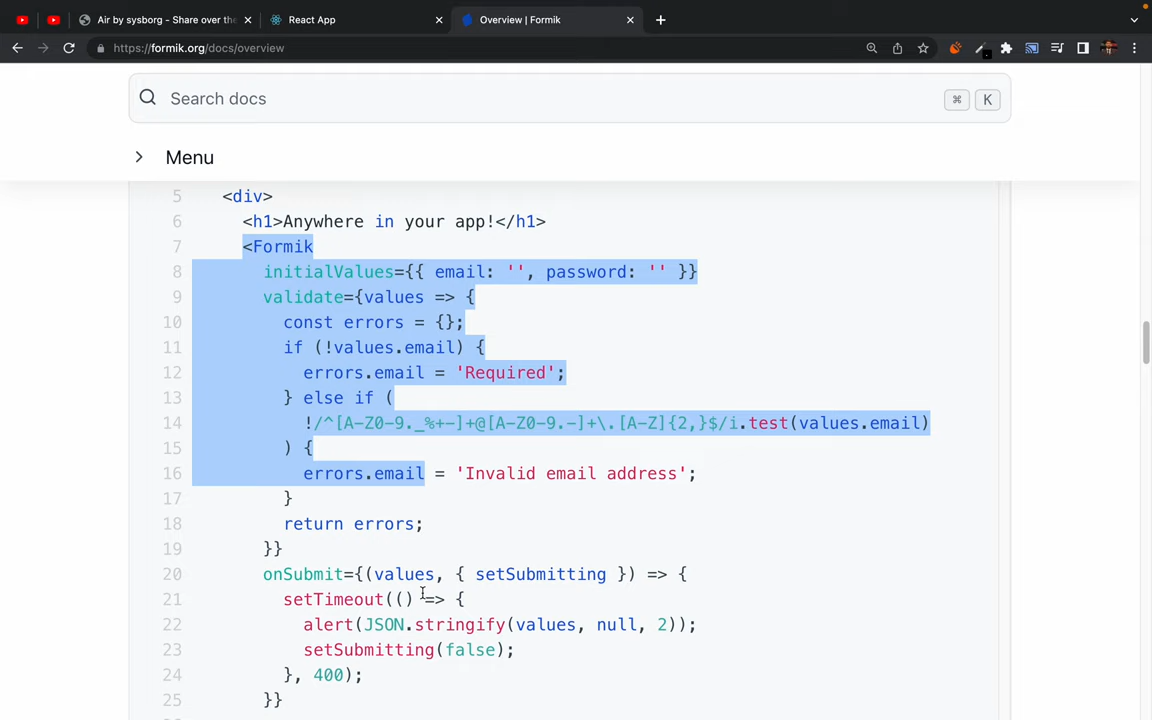 Air by sysborg - Share over the
React App
Overview | Formik
https://formik.org/docs/overview
Search docs
⌘ K
Menu
5 <div>
6 <h1>Anywhere in your app!</h1>
7 <Formik
8 initialValues={{ email: '', password: '' }}
9 validate={values => {
10 const errors = {};
11 if (!values.email) {
12 errors.email = 'Required';
13 } else if (
14 !/^[A-Z0-9._%+-]+@[A-Z0-9.-]+\.[A-Z]{2,}$/i.test(values.email)
15 ) {
16 errors.email = 'Invalid email address';
17 }
18 return errors;
19 }}
20 onSubmit={(values, { setSubmitting }) => {
21 setTimeout(() => {
22 alert(JSON.stringify(values, null, 2));
23 setSubmitting(false);
24 }, 400);
25 }}